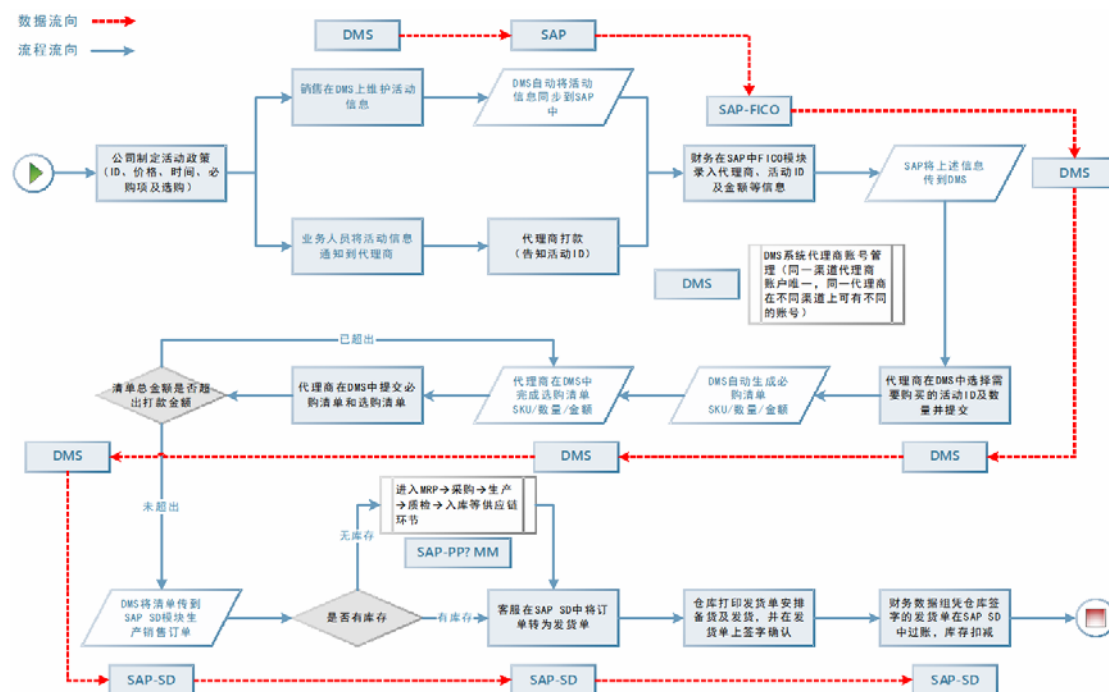 数据流向
流程流向
DMS
SAP
SAP-FICO
DMS
销售在DMS上维护活动
信息
DMS自动将活动
信息同步到SAP
中
公司制定活动政策
(ID、价格、时间、必
购项及选购)
财务在SAP中FICO模块
录入代理商、活动ID
及金额等信息
SAP将上述信息
传到DMS
业务人员将活动信息
通知到代理商
代理商打款
(告知活动ID)
DMS
DMS系统代理商账号管
理(同一渠道代理商
账户唯一,同一代理商
在不同渠道上可有不同
的账号)
已超出
清单总金额是否超
出打款金额
代理商在DMS中提交必
购清单和选购清单
代理商在DMS中
完成选购清单
SKU/数量/金额
DMS自动生成必
购清单
SKU/数量/金额
代理商在DMS中选择需
要购买的活动ID及数
量并提交
DMS
DMS
DMS
未超出
进入MRP→采购→生产
→质检→入库等供应链
环节
无库存
SAP-PP? MM
DMS将清单传到
SAP SD模块生
产销售订单
是否有库存
有库存
客服在SAP SD中将订
单转为发货单
仓库打印发货单安排
备货及发货,并在发
货单上签字确认
财务数据组凭仓库签
字的发货单在SAP SD
中过账,库存扣减
SAP-SD
SAP-SD
SAP-SD